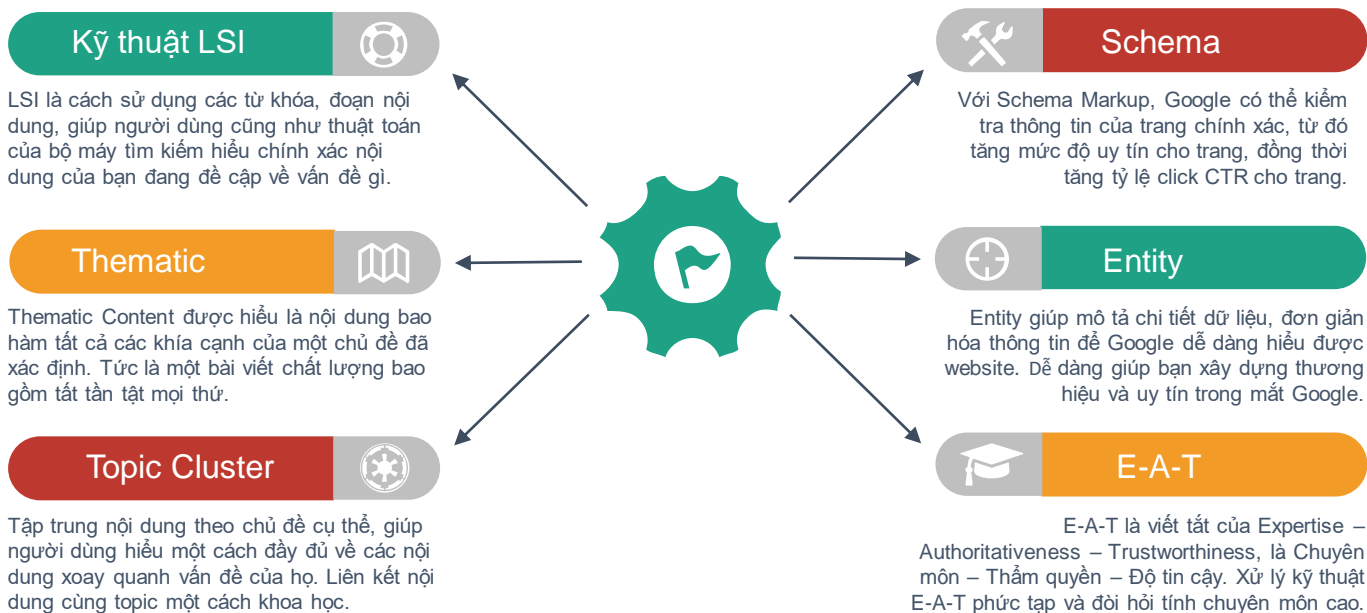 Kỹ thuật LSI
LSI là cách sử dụng các từ khóa, đoạn nội
dung, giúp người dùng cũng như thuật toán
của bộ máy tìm kiếm hiểu chính xác nội
dung của bạn đang đề cập về vấn đề gì.
Thematic
Thematic Content được hiểu là nội dung bao
hàm tất cả các khía cạnh của một chủ đề đã
xác định. Tức là một bài viết chất lượng bao
gồm tất tần tật mọi thứ.
Topic Cluster
Tập trung nội dung theo chủ đề cụ thể, giúp
người dùng hiểu một cách đầy đủ về các nội
dung xoay quanh vấn đề của họ. Liên kết nội
dung cùng topic một cách khoa học.
Schema
Với Schema Markup, Google có thể kiểm
tra thông tin của trang chính xác, từ đó
tăng mức độ uy tín cho trang, đồng thời
tăng tỷ lệ click CTR cho trang.
Entity
Entity giúp mô tả chi tiết dữ liệu, đơn giản
hóa thông tin để Google dễ dàng hiểu được
website. Dễ dàng giúp bạn xây dựng thương
hiệu và uy tín trong mắt Google.
E-A-T
E-A-T là viết tắt của Expertise –
Authoritativeness – Trustworthiness, là Chuyên
môn – Thẩm quyền – Độ tin cậy. Xử lý kỹ thuật
E-A-T phức tạp và đòi hỏi tính chuyên môn cao.